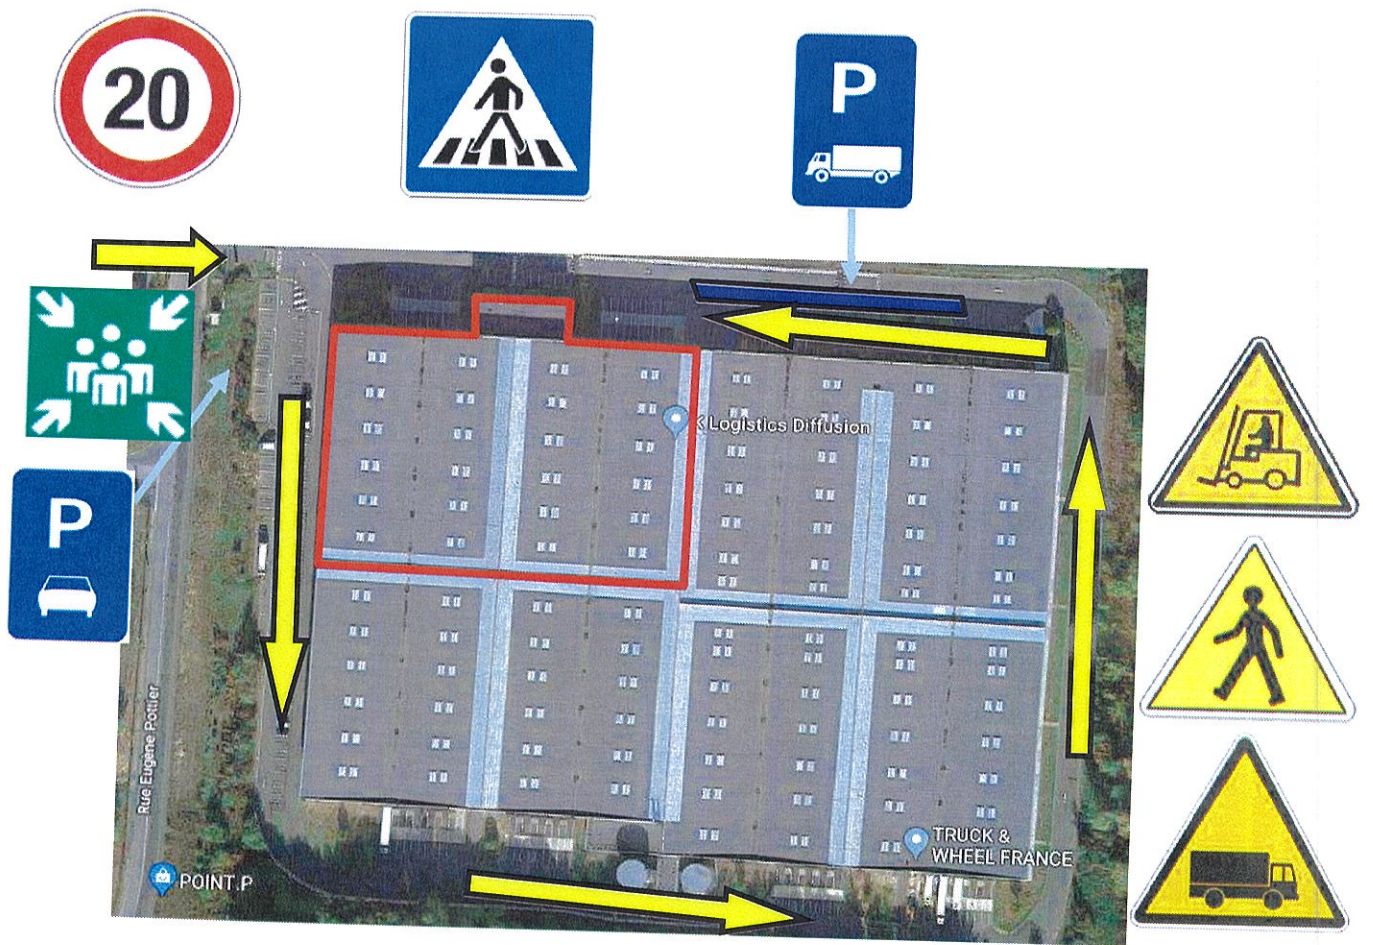 20
P
K Logistics Diffusion
P
Rue Eugène Pottier
TRUCK &
WHEEL FRANCE
POINT.P